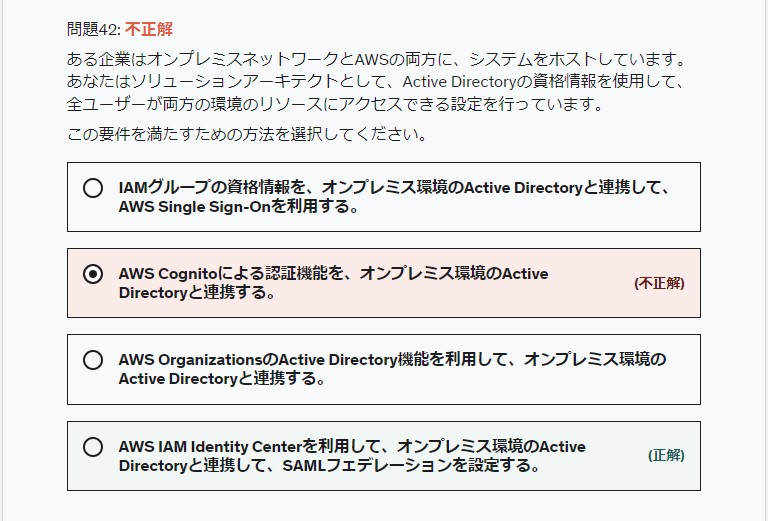 問題42: 不正解
ある企業はオンプレミスネットワークとAWSの両方に、システムをホストしています。
あなたはソリューションアーキテクトとして、Active Directoryの資格情報を使用して、
全ユーザーが両方の環境のリソースにアクセスできる設定を行っています。
この要件を満たすための方法を選択してください。
IAMグループの資格情報を、オンプレミス環境のActive Directoryと連携して、
AWS Single Sign-Onを利用する。
AWS Cognitoによる認証機能を、オンプレミス環境のActive
Directoryと連携する。
(不正解)
AWS OrganizationsのActive Directory機能を利用して、オンプレミス環境の
Active Directoryと連携する。
AWS IAM Identity Centerを利用して、オンプレミス環境のActive
Directoryと連携して、SAMLフェデレーションを設定する。
(正解)